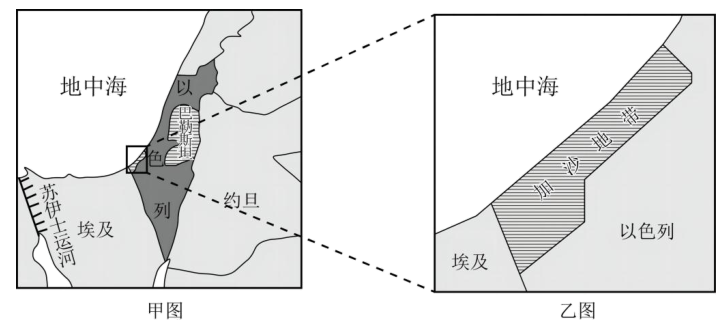 地中海
以
色
列
巴勒斯坦
约旦
埃及
苏伊士运河
甲图
地中海
加沙地带
以色列
埃及
乙图